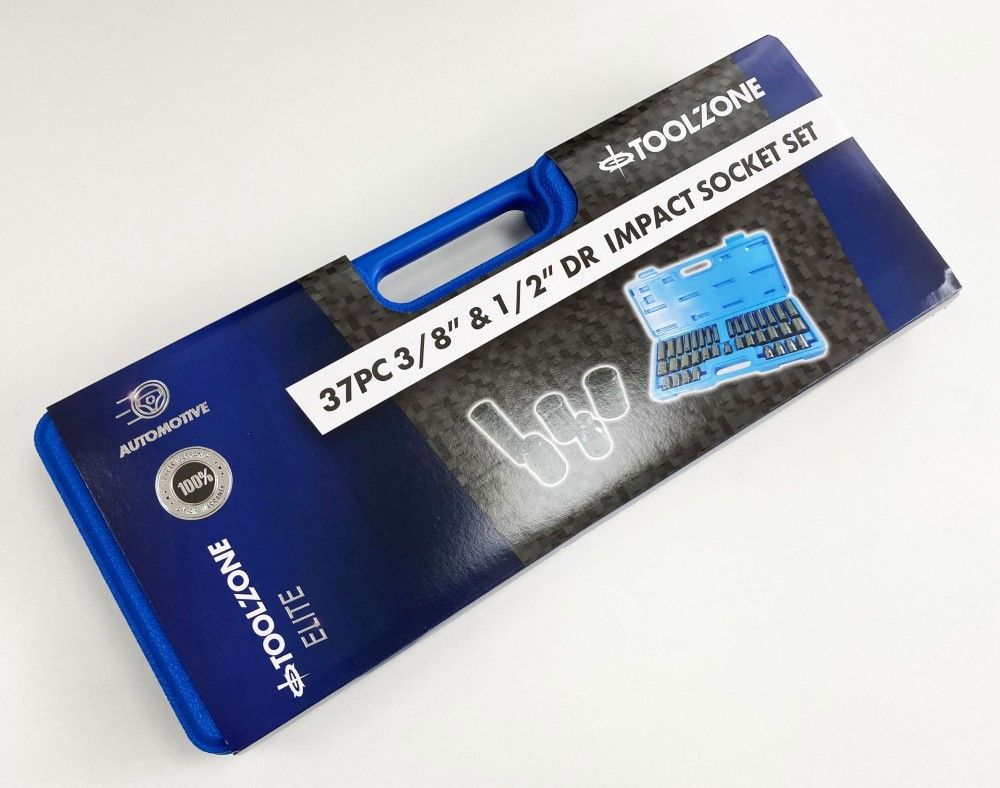 TOOLZONE
37PC 3/8" & 1/2" DR IMPACT SOCKET SET
AUTOMOTIVE
100%
TOOLZONE
ELITE